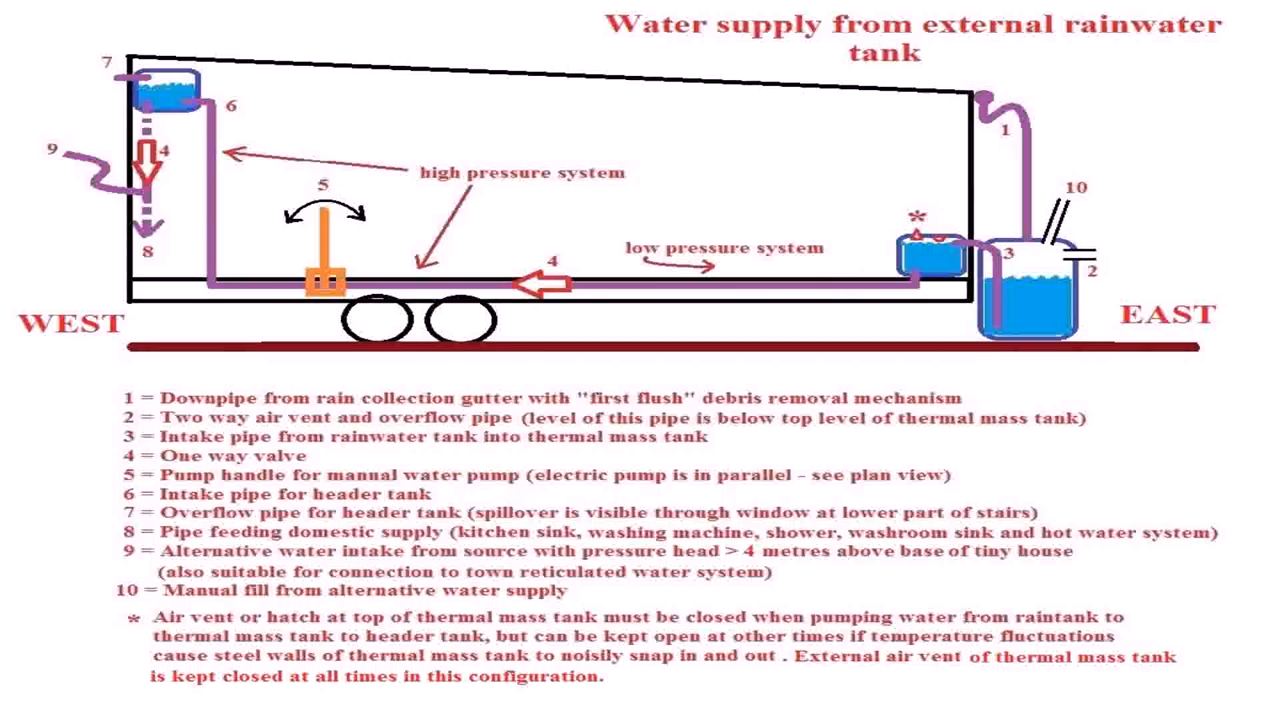 Water supply from external rainwater
tank
7
6
1
9
4
high pressure system
5
10
*
8
low pressure system
3
4
2
WEST
EAST
1 = Downpipe from rain collection gutter with "first flush" debris removal mechanism
2 = Two way air vent and overflow pipe (level of this pipe is below top level of thermal mass tank)
3 = Intake pipe from rainwater tank into thermal mass tank
4 = One way valve
5 = Pump handle for manual water pump (electric pump is in parallel - see plan view)
6 = Intake pipe for header tank
7 = Overflow pipe for header tank (spillover is visible through window at lower part of stairs)
8 = Pipe feeding domestic supply (kitchen sink, washing machine, shower, washroom sink and hot water system)
9 = Alternative water intake from source with pressure head > 4 metres above base of tiny house
(also suitable for connection to town reticulated water system)
10 = Manual fill from alternative water supply
* Air vent or hatch at top of thermal mass tank must be closed when pumping water from raintank to
thermal mass tank to header tank, but can be kept open at other times if temperature fluctuations
cause steel walls of thermal mass tank to noisily snap in and out . External air vent of thermal mass tank
is kept closed at all times in this configuration.